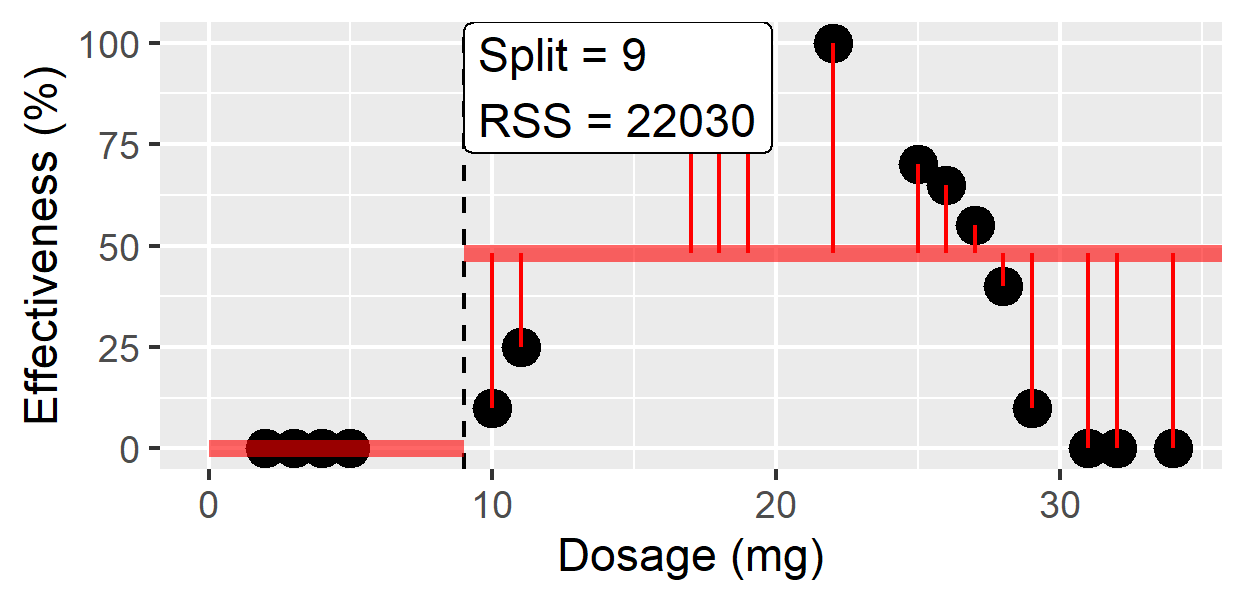 Split = 9
RSS = 22030
100
75
50
25
0
Effectiveness (%)
0
10
20
30
Dosage (mg)